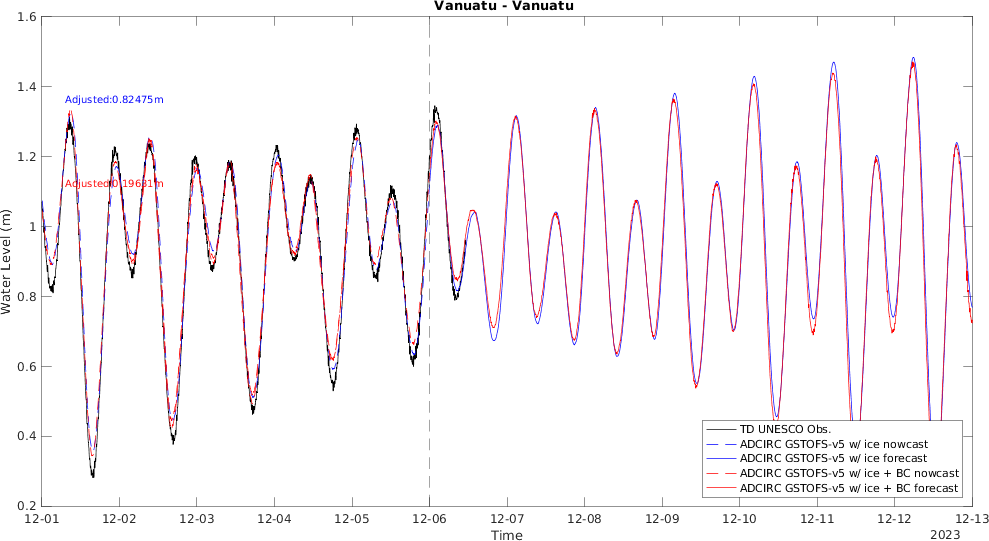 Vanuatu - Vanuatu
1.6
1.4
1.2
1
0.8
0.6
0.4
0.2
Water Level (m)
Adjusted:0.82475m
Adjusted:0.19681m
TD UNESCO Obs.
ADCIRC GSTOFS-v5 w/ ice nowcast
ADCIRC GSTOFS-v5 w/ ice forecast
ADCIRC GSTOFS-v5 w/ ice + BC nowcast
ADCIRC GSTOFS-v5 w/ ice + BC forecast
12-01 12-02 12-03 12-04 12-05 12-06 12-07 12-08 12-09 12-10 12-11 12-12 12-13
Time
2023